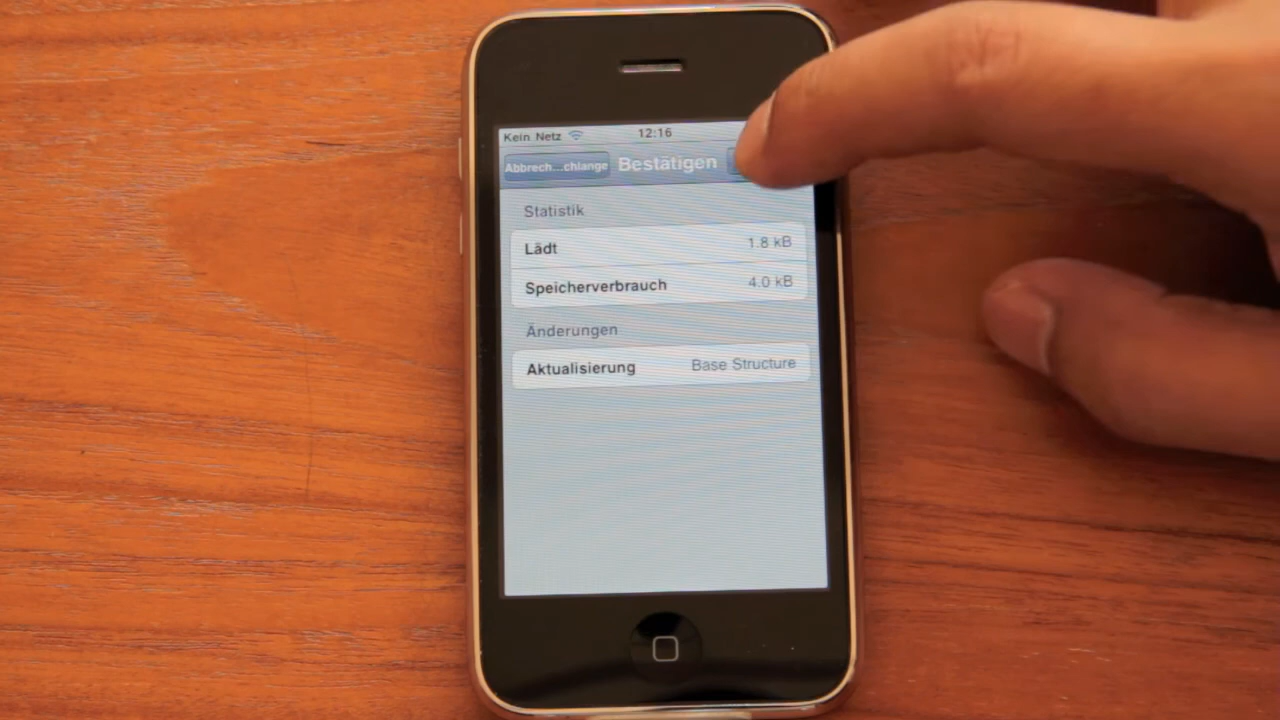 Kein Netz 12:16
Abbrech...chlange Bestätigen
Statistik
Lädt 1.8 kB
Speicherverbrauch 4.0 kB
Änderungen
Aktualisierung Base Structure